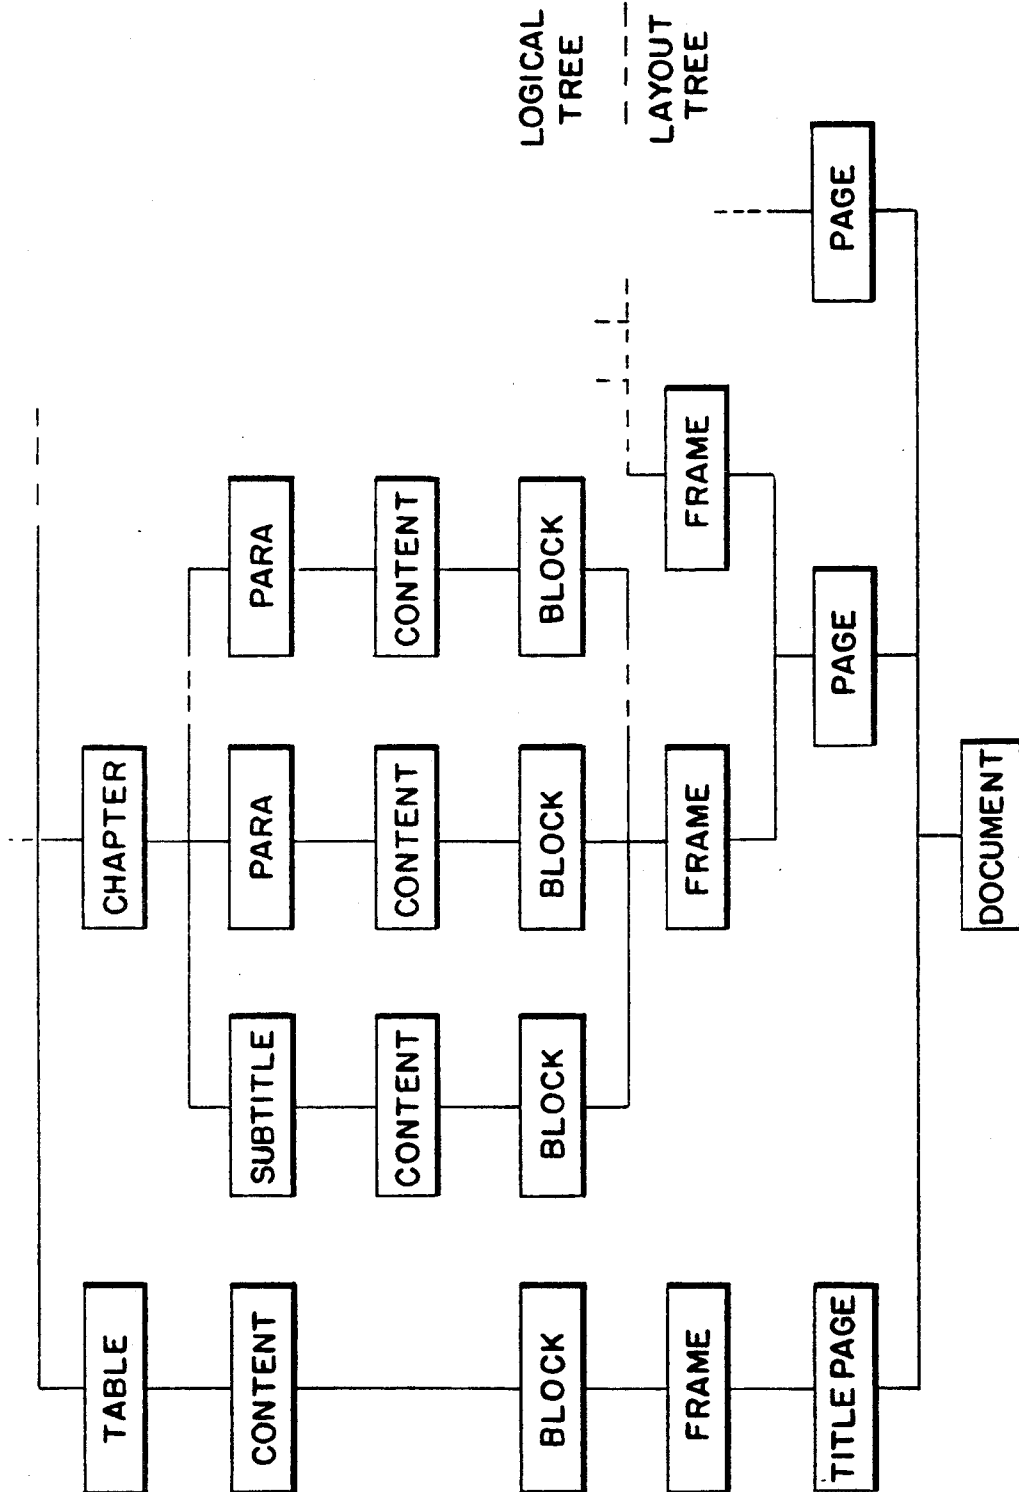 TABLE
CHAPTER
CONTENT
SUBTITLE
PARA
PARA
CONTENT
CONTENT
CONTENT
BLOCK
BLOCK
BLOCK
BLOCK
LOGICAL
TREE
LAYOUT
TREE
FRAME
FRAME
FRAME
TITLE PAGE
PAGE
PAGE
DOCUMENT